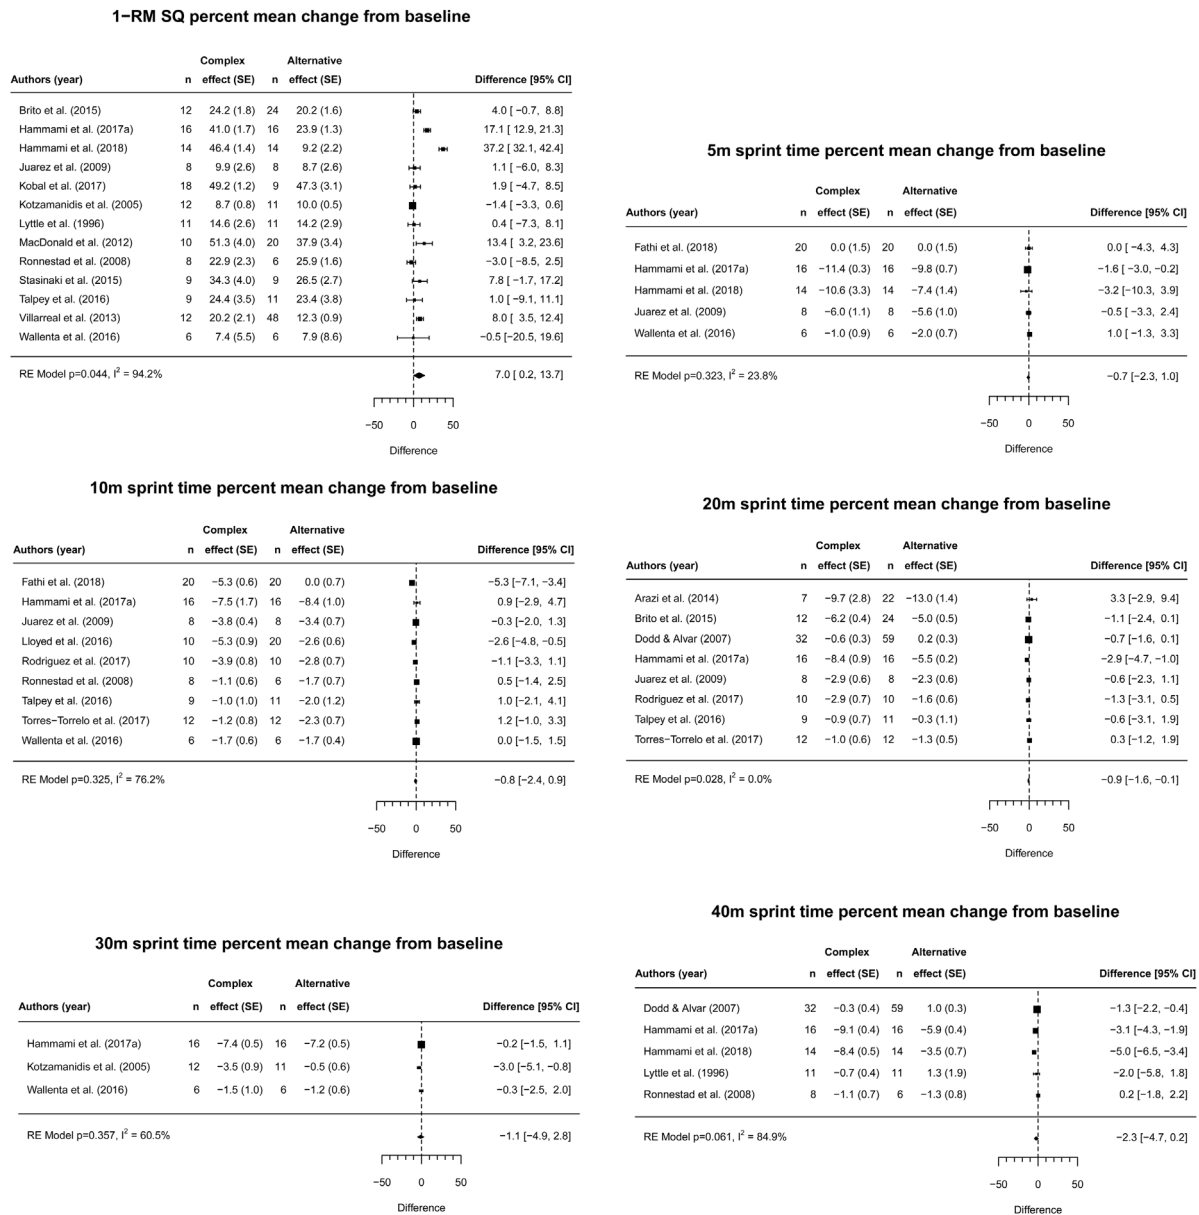 1−RM SQ percent mean change from baseline
Complex Alternative
Authors (year) n effect (SE) n effect (SE) Difference [95% CI]
Brito et al. (2015) 12 24.2 (1.8) 24 20.2 (1.6) 4.0 [ −0.7, 8.8]
Hammami et al. (2017a) 16 41.0 (1.7) 16 23.9 (1.3) 17.1 [ 12.9, 21.3]
Hammami et al. (2018) 14 46.4 (1.4) 14 9.2 (2.2) 37.2 [ 32.1, 42.4]
Juarez et al. (2009) 8 9.9 (2.6) 8 8.7 (2.6) 1.1 [ −6.0, 8.3]
Kobal et al. (2017) 18 49.2 (1.2) 9 47.3 (3.1) 1.9 [ −4.7, 8.5]
Kotzamanidis et al. (2005) 12 8.7 (0.8) 11 10.0 (0.5) −1.4 [ −3.3, 0.6]
Lyttle et al. (1996) 11 14.6 (2.6) 11 14.2 (2.9) 0.4 [ −7.3, 8.1]
MacDonald et al. (2012) 10 51.3 (4.0) 20 37.9 (3.4) 13.4 [ 3.2, 23.6]
Ronnestad et al. (2008) 8 22.9 (2.3) 6 25.9 (1.6) −3.0 [ −8.5, 2.5]
Stasinaki et al. (2015) 9 34.3 (4.0) 9 26.5 (2.7) 7.8 [ −1.7, 17.2]
Talpey et al. (2016) 9 24.4 (3.5) 11 23.4 (3.8) 1.0 [ −9.1, 11.1]
Villarreal et al. (2013) 12 20.2 (2.1) 48 12.3 (0.9) 8.0 [ 3.5, 12.4]
Wallenta et al. (2016) 6 7.4 (5.5) 6 7.9 (8.6) −0.5 [−20.5, 19.6]
RE Model p=0.044, I² = 94.2% 7.0 [ 0.2, 13.7]
−50 0 50
Difference
5m sprint time percent mean change from baseline
Complex Alternative
Authors (year) n effect (SE) n effect (SE) Difference [95% CI]
Fathi et al. (2018) 20 0.0 (1.5) 20 0.0 (1.5) 0.0 [ −4.3, 4.3]
Hammami et al. (2017a) 16 −11.4 (0.3) 16 −9.8 (0.7) −1.6 [ −3.0, −0.2]
Hammami et al. (2018) 14 −10.6 (3.3) 14 −7.4 (1.4) −3.2 [−10.3, 3.9]
Juarez et al. (2009) 8 −6.0 (1.1) 8 −5.6 (1.0) −0.5 [ −3.3, 2.4]
Wallenta et al. (2016) 6 −1.0 (0.9) 6 −2.0 (0.7) 1.0 [ −1.3, 3.3]
RE Model p=0.323, I² = 23.8% −0.7 [−2.3, 1.0]
−50 0 50
Difference
10m sprint time percent mean change from baseline
Complex Alternative
Authors (year) n effect (SE) n effect (SE) Difference [95% CI]
Fathi et al. (2018) 20 −5.3 (0.6) 20 0.0 (0.7) −5.3 [−7.1, −3.4]
Hammami et al. (2017a) 16 −7.5 (1.7) 16 −8.4 (1.0) 0.9 [−2.9, 4.7]
Juarez et al. (2009) 8 −3.8 (0.4) 8 −3.4 (0.7) −0.3 [−2.0, 1.3]
Lloyed et al. (2016) 10 −5.3 (0.9) 20 −2.6 (0.6) −2.6 [−4.8, −0.5]
Rodriguez et al. (2017) 10 −3.9 (0.8) 10 −2.8 (0.7) −1.1 [−3.3, 1.1]
Ronnestad et al. (2008) 8 −1.1 (0.6) 6 −1.7 (0.7) 0.5 [−1.4, 2.5]
Talpey et al. (2016) 9 −1.0 (1.0) 11 −2.0 (1.2) 1.0 [−2.1, 4.1]
Torres−Torrelo et al. (2017) 12 −1.2 (0.8) 12 −2.3 (0.7) 1.2 [−1.0, 3.3]
Wallenta et al. (2016) 6 −1.7 (0.6) 6 −1.7 (0.4) 0.0 [−1.5, 1.5]
RE Model p=0.325, I² = 76.2% −0.8 [−2.4, 0.9]
−50 0 50
Difference
20m sprint time percent mean change from baseline
Complex Alternative
Authors (year) n effect (SE) n effect (SE) Difference [95% CI]
Arazi et al. (2014) 7 −9.7 (2.8) 22 −13.0 (1.4) 3.3 [−2.9, 9.4]
Brito et al. (2015) 12 −6.2 (0.4) 24 −5.0 (0.5) −1.1 [−2.4, 0.1]
Dodd & Alvar (2007) 32 −0.6 (0.3) 59 0.2 (0.3) −0.7 [−1.6, 0.1]
Hammami et al. (2017a) 16 −8.4 (0.9) 16 −5.5 (0.2) −2.9 [−4.7, −1.0]
Juarez et al. (2009) 8 −2.9 (0.6) 8 −2.3 (0.6) −0.6 [−2.3, 1.1]
Rodriguez et al. (2017) 10 −2.9 (0.7) 10 −1.6 (0.6) −1.3 [−3.1, 0.5]
Talpey et al. (2016) 9 −0.9 (0.7) 11 −0.3 (1.1) −0.6 [−3.1, 1.9]
Torres−Torrelo et al. (2017) 12 −1.0 (0.6) 12 −1.3 (0.5) 0.3 [−1.2, 1.9]
RE Model p=0.028, I² = 0.0% −0.9 [−1.6, −0.1]
−50 0 50
Difference
30m sprint time percent mean change from baseline
Complex Alternative
Authors (year) n effect (SE) n effect (SE) Difference [95% CI]
Hammami et al. (2017a) 16 −7.4 (0.5) 16 −7.2 (0.5) −0.2 [−1.5, 1.1]
Kotzamanidis et al. (2005) 12 −3.5 (0.9) 11 −0.5 (0.6) −3.0 [−5.1, −0.8]
Wallenta et al. (2016) 6 −1.5 (1.0) 6 −1.2 (0.6) −0.3 [−2.5, 2.0]
RE Model p=0.357, I² = 60.5% −1.1 [−4.9, 2.8]
−50 0 50
Difference
40m sprint time percent mean change from baseline
Complex Alternative
Authors (year) n effect (SE) n effect (SE) Difference [95% CI]
Dodd & Alvar (2007) 32 −0.3 (0.4) 59 1.0 (0.3) −1.3 [−2.2, −0.4]
Hammami et al. (2017a) 16 −9.1 (0.4) 16 −5.9 (0.4) −3.1 [−4.3, −1.9]
Hammami et al. (2018) 14 −8.4 (0.5) 14 −3.5 (0.7) −5.0 [−6.5, −3.4]
Lyttle et al. (1996) 11 −0.7 (0.4) 11 1.3 (1.9) −2.0 [−5.8, 1.8]
Ronnestad et al. (2008) 8 −1.1 (0.7) 6 −1.3 (0.8) 0.2 [−1.8, 2.2]
RE Model p=0.061, I² = 84.9% −2.3 [−4.7, 0.2]
−50 0 50
Difference